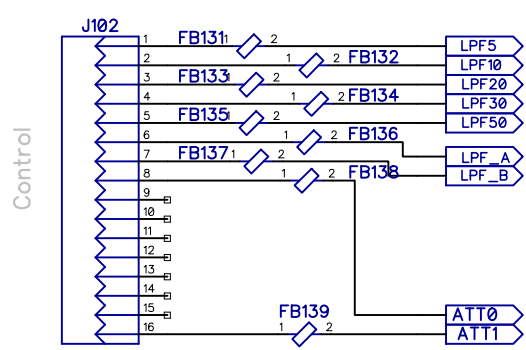 J102
1 FB131 1 2 LPF5
2 1 2 FB132 LPF10
3 FB133 1 2 LPF20
4 1 2 FB134 LPF30
5 FB135 1 2 LPF50
6 1 2 FB136 LPF_A
7 FB137 1 2 LPF_B
8 1 2 FB138
9
10
11
12
13
14
15 ATT0
16 1 FB139 2 ATT1
Control